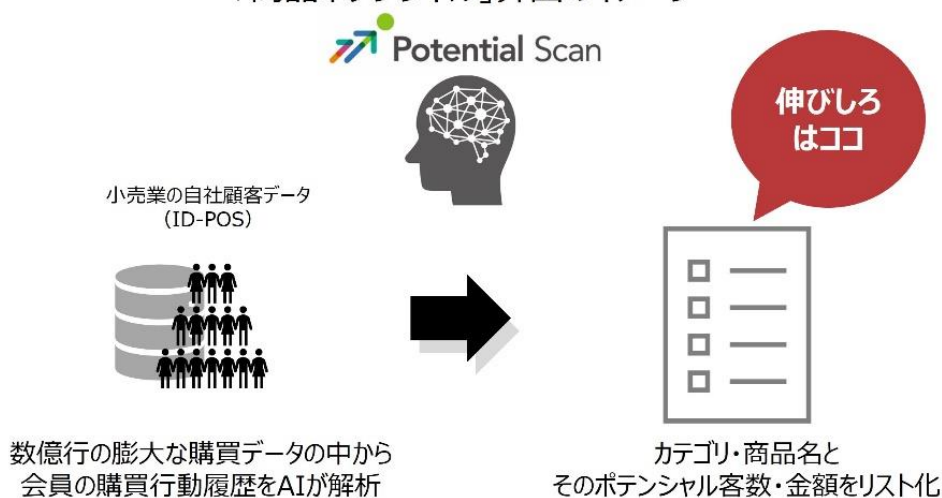 Potential Scan
伸びしろ
はココ
小売業の自社顧客データ
(ID-POS)
数億行の膨大な購買データの中から
会員の購買行動履歴をAIが解析
カテゴリ・商品名と
そのポテンシャル客数・金額をリスト化